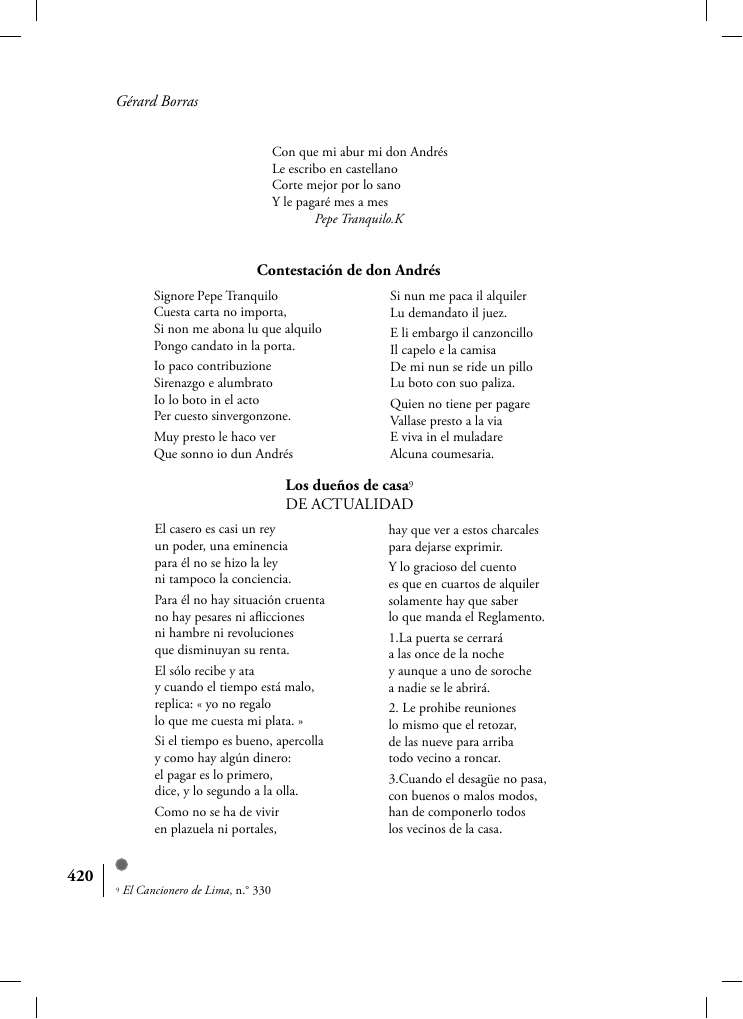 Gérard Borras
Con que mi abur mi don Andrés
Le escribo en castellano
Corte mejor por lo sano
Y le pagaré mes a mes
Pepe Tranquilo.K
Contestación de don Andrés
Signore Pepe Tranquilo
Cuesta carta no importa,
Si non me abona lu que alquilo
Pongo candato in la porta.
Io paco contribuzione
Sirenazgo e alumbrato
Io lo boto in el acto
Per cuesto sinvergonzone.
Muy presto le haco ver
Que sonno io dun Andrés
Si nun me paca il alquiler
Lu demandato il juez.
E li embargo il canzoncillo
Il capelo e la camisa
De mi nun se ride un pillo
Lu boto con suo paliza.
Quien no tiene per pagare
Vallase presto a la via
E viva in el muladare
Alcuna coumesaria.
Los dueños de casa9
DE ACTUALIDAD
El casero es casi un rey
un poder, una eminencia
para él no se hizo la ley
ni tampoco la conciencia.
Para él no hay situación cruenta
no hay pesares ni aflicciones
ni hambre ni revoluciones
que disminuyan su renta.
El sólo recibe y ata
y cuando el tiempo está malo,
replica: « yo no regalo
lo que me cuesta mi plata. »
Si el tiempo es bueno, apercolla
y como hay algún dinero:
el pagar es lo primero,
dice, y lo segundo a la olla.
Como no se ha de vivir
en plazuela ni portales,
hay que ver a estos charcales
para dejarse exprimir.
Y lo gracioso del cuento
es que en cuartos de alquiler
solamente hay que saber
lo que manda el Reglamento.
1.La puerta se cerrará
a las once de la noche
y aunque a uno de soroche
a nadie se le abrirá.
2. Le prohibe reuniones
lo mismo que el retozar,
de las nueve para arriba
todo vecino a roncar.
3.Cuando el desagüe no pasa,
con buenos o malos modos,
han de componerlo todos
los vecinos de la casa.
420
9 El Cancionero de Lima, n.° 330